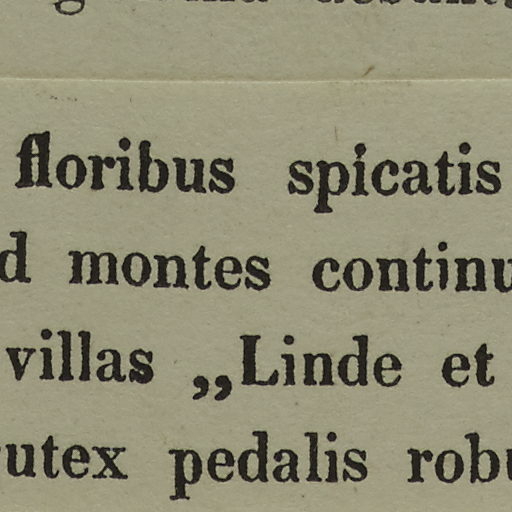 floribus spicatis
montes continu
villas „Linde et
utex pedalis robu